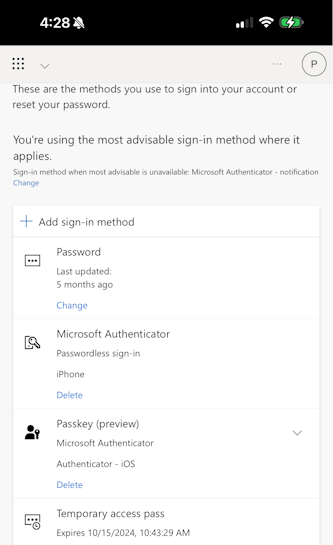 4:28
P
These are the methods you use to sign into your account or
reset your password.
You're using the most advisable sign-in method where it
applies.
Sign-in method when most advisable is unavailable: Microsoft Authenticator - notification
Change
Add sign-in method
Password
Last updated:
5 months ago
Change
Microsoft Authenticator
Passwordless sign-in
iPhone
Delete
Passkey (preview)
Microsoft Authenticator
Authenticator - iOS
Delete
Temporary access pass
Expires 10/15/2024, 10:43:29 AM